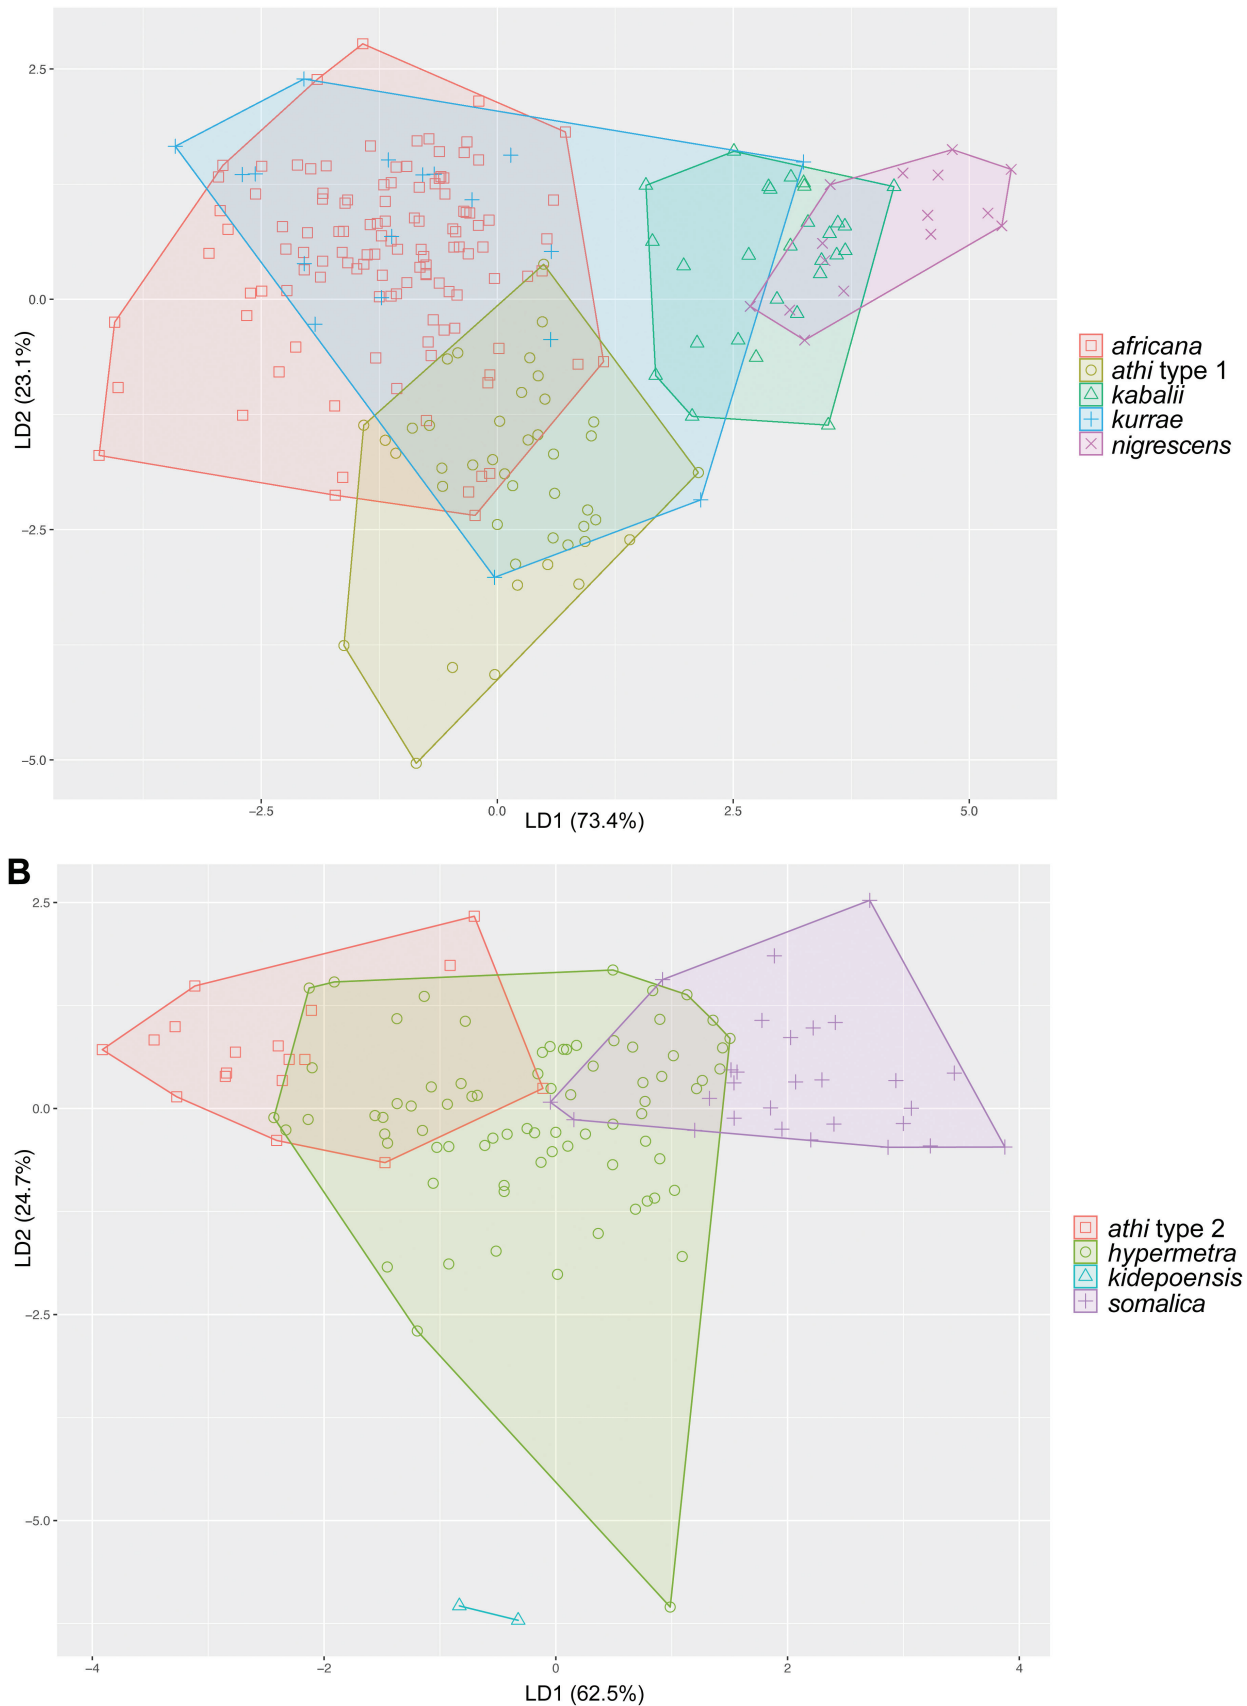 2.5
0.0
−2.5
−5.0
LD2 (23.1%)
−2.5
0.0
2.5
5.0
LD1 (73.4%)
africana
athi type 1
kabalii
kurrae
nigrescens
B
2.5
0.0
−2.5
−5.0
LD2 (24.7%)
−4
−2
0
2
4
LD1 (62.5%)
athi type 2
hypermetra
kidepoensis
somalica